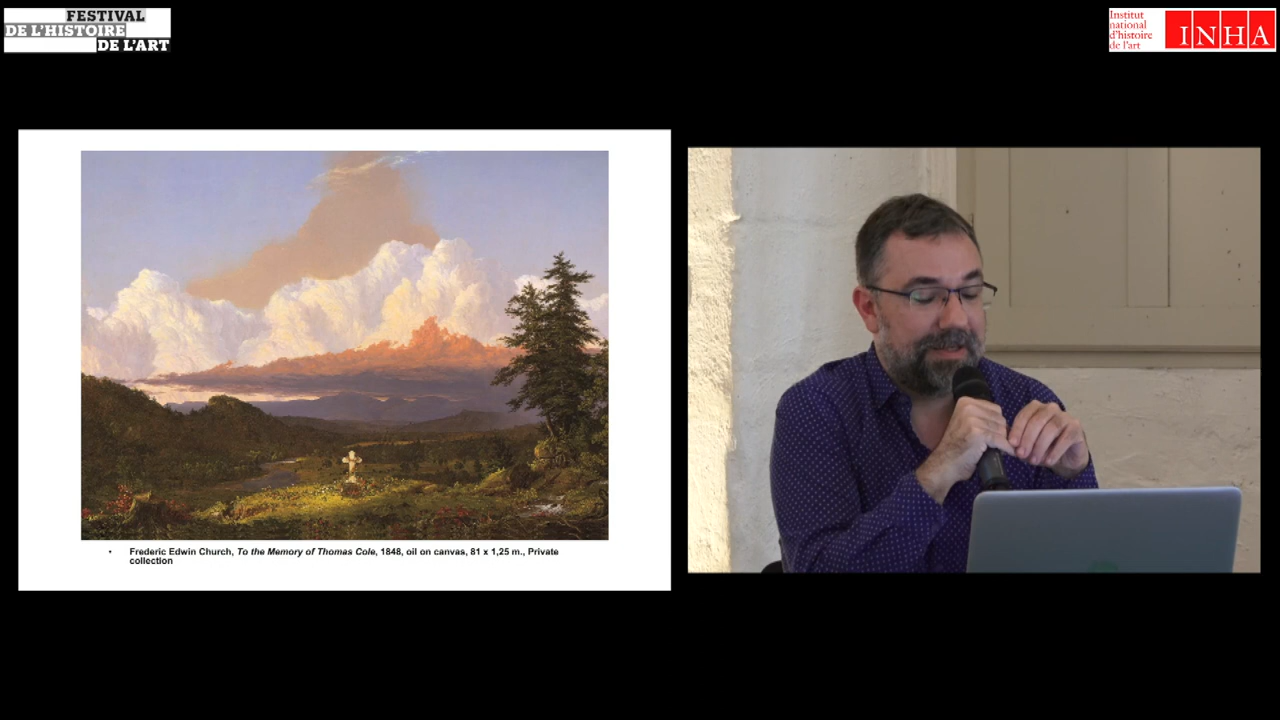 FESTIVAL
DE L'HISTOIRE
DE L'ART
Institut
national
d'histoire
de l'art
INHA
• Frederic Edwin Church, To the Memory of Thomas Cole, 1848, oil on canvas, 81 x 1,25 m., Private
collection